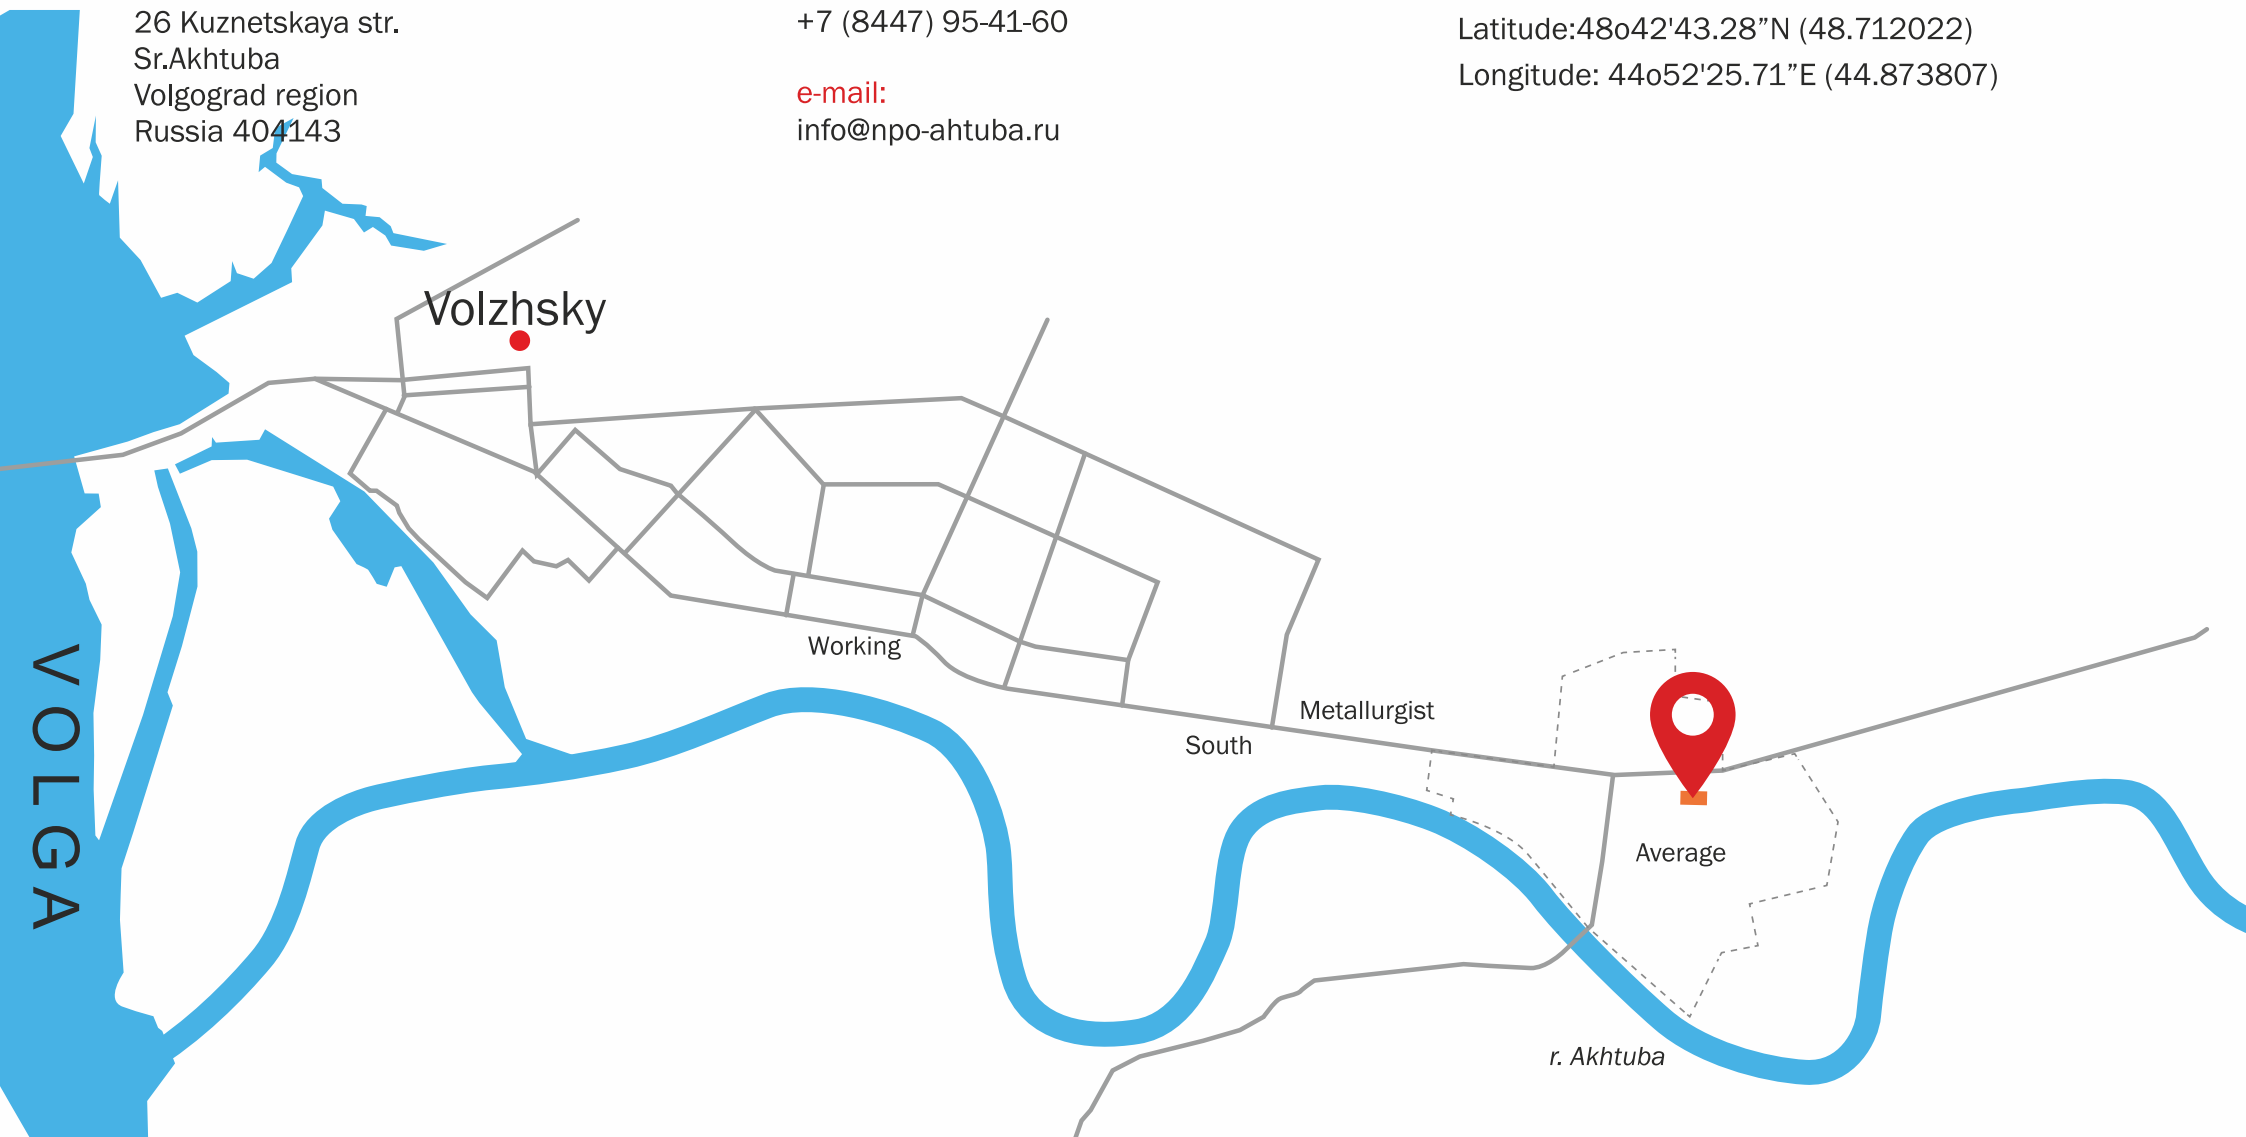 26 Kuznetskaya str.
Sr.Akhtuba
Volgograd region
Russia 404143
+7 (8447) 95-41-60
e-mail:
info@npo-ahtuba.ru
Latitude:48o42'43.28”N (48.712022)
Longitude: 44o52'25.71”E (44.873807)
Volzhsky
Working
Metallurgist
South
Average
r. Akhtuba
VOLGA